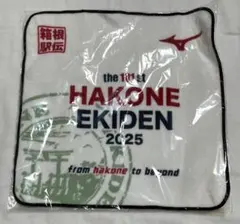 箱根
駅伝
the 101st
HAKONE
EKIDEN
2025
from hakone to beyond